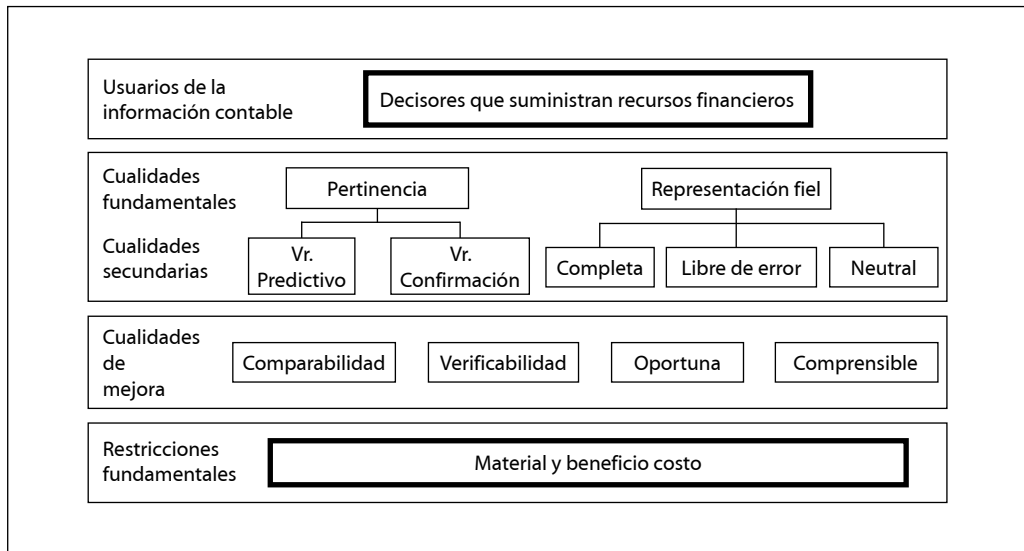 Usuarios de la
información contable
Decisores que suministran recursos financieros
Cualidades
fundamentales
Pertinencia
Representación fiel
Cualidades
secundarias
Vr.
Predictivo
Vr.
Confirmación
Completa
Libre de error
Neutral
Cualidades
de
mejora
Comparabilidad
Verificabilidad
Oportuna
Comprensible
Restricciones
fundamentales
Material y beneficio costo